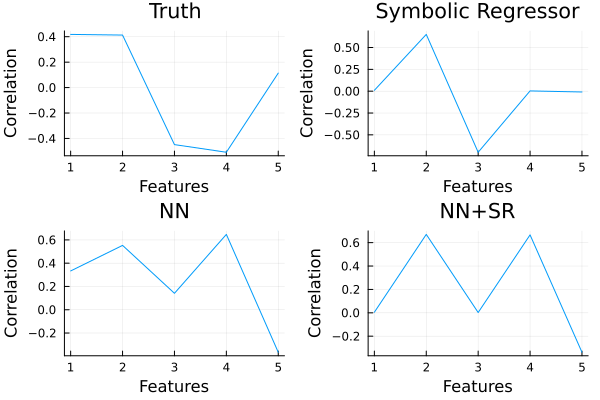 Truth
Correlation
0.4
0.2
0.0
−0.2
−0.4
1 2 3 4 5
Features
Symbolic Regressor
Correlation
0.50
0.25
0.00
−0.25
−0.50
1 2 3 4 5
Features
NN
Correlation
0.6
0.4
0.2
0.0
−0.2
1 2 3 4 5
Features
NN+SR
Correlation
0.6
0.4
0.2
0.0
−0.2
1 2 3 4 5
Features